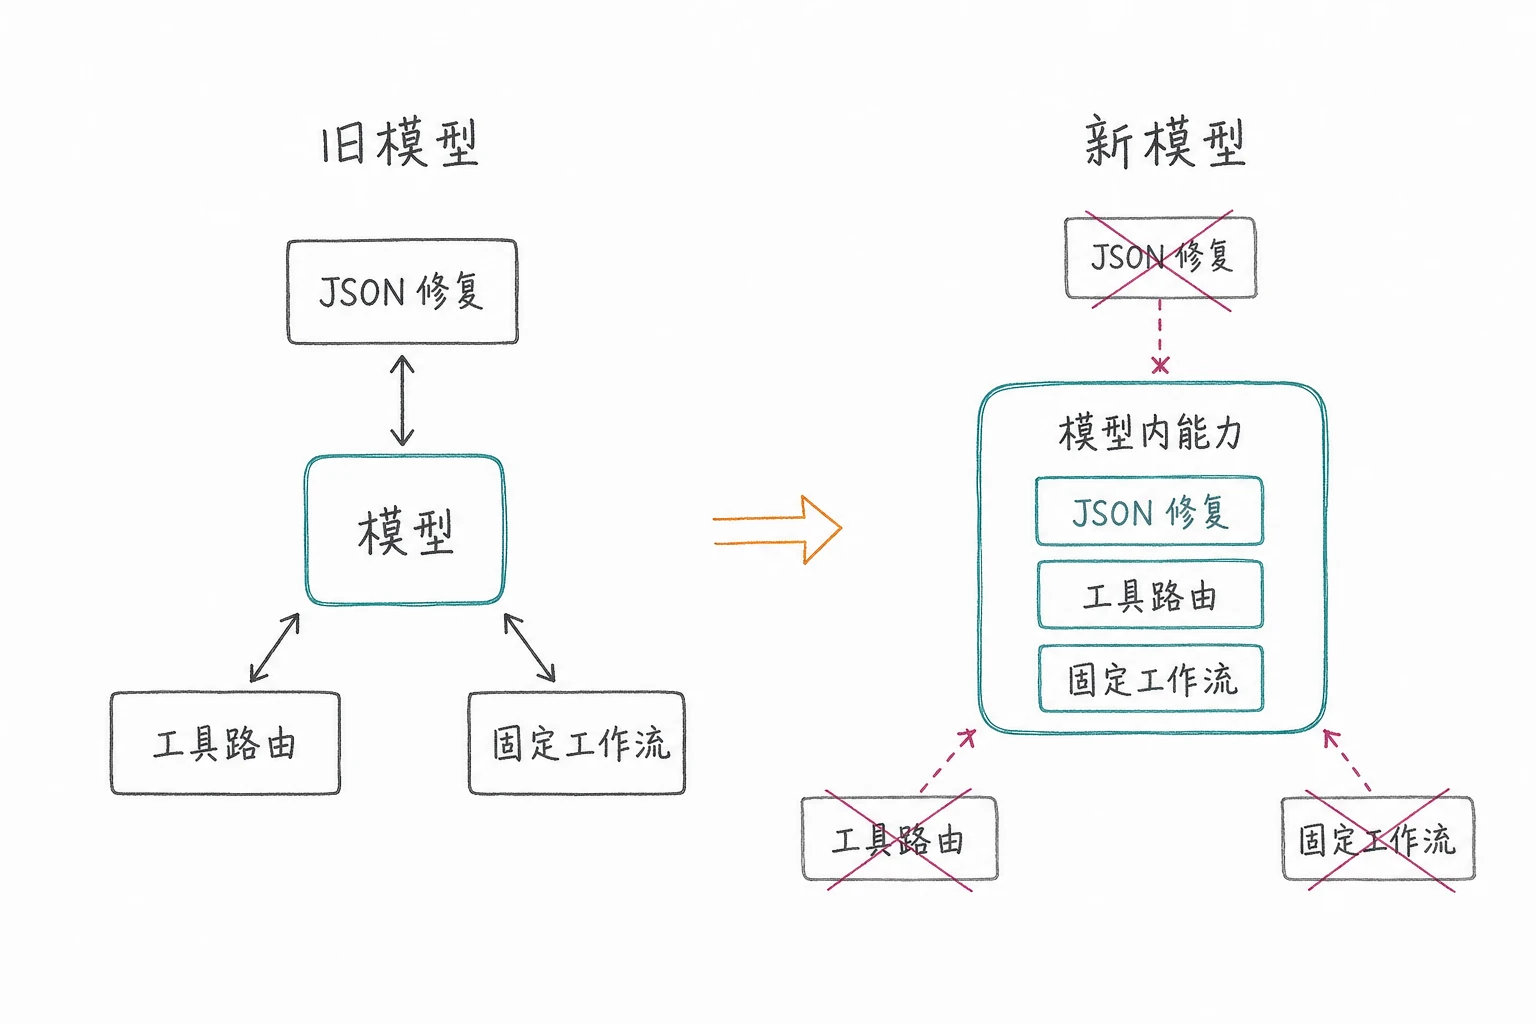 旧模型
JSON 修复
模型
工具路由
固定工作流
新模型
JSON 修复
模型内能力
JSON 修复
工具路由
固定工作流
工具路由
固定工作流